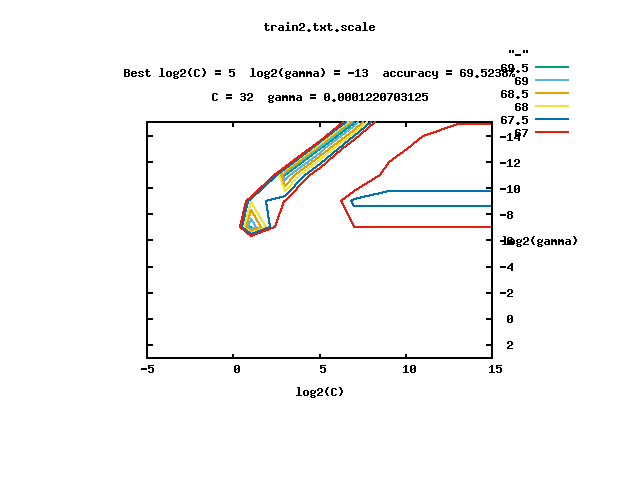 train2.txt.scale
"-"
Best log2(C) = 5  log2(gamma) = -13  accuracy = 69.5238%
69.5
69
C = 32  gamma = 0.0001220703125
68.5
68
67.5
67
-14
-12
-10
-8
-6
log2(gamma)
-4
-2
0
2
-5 0 5 10 15
log2(C)